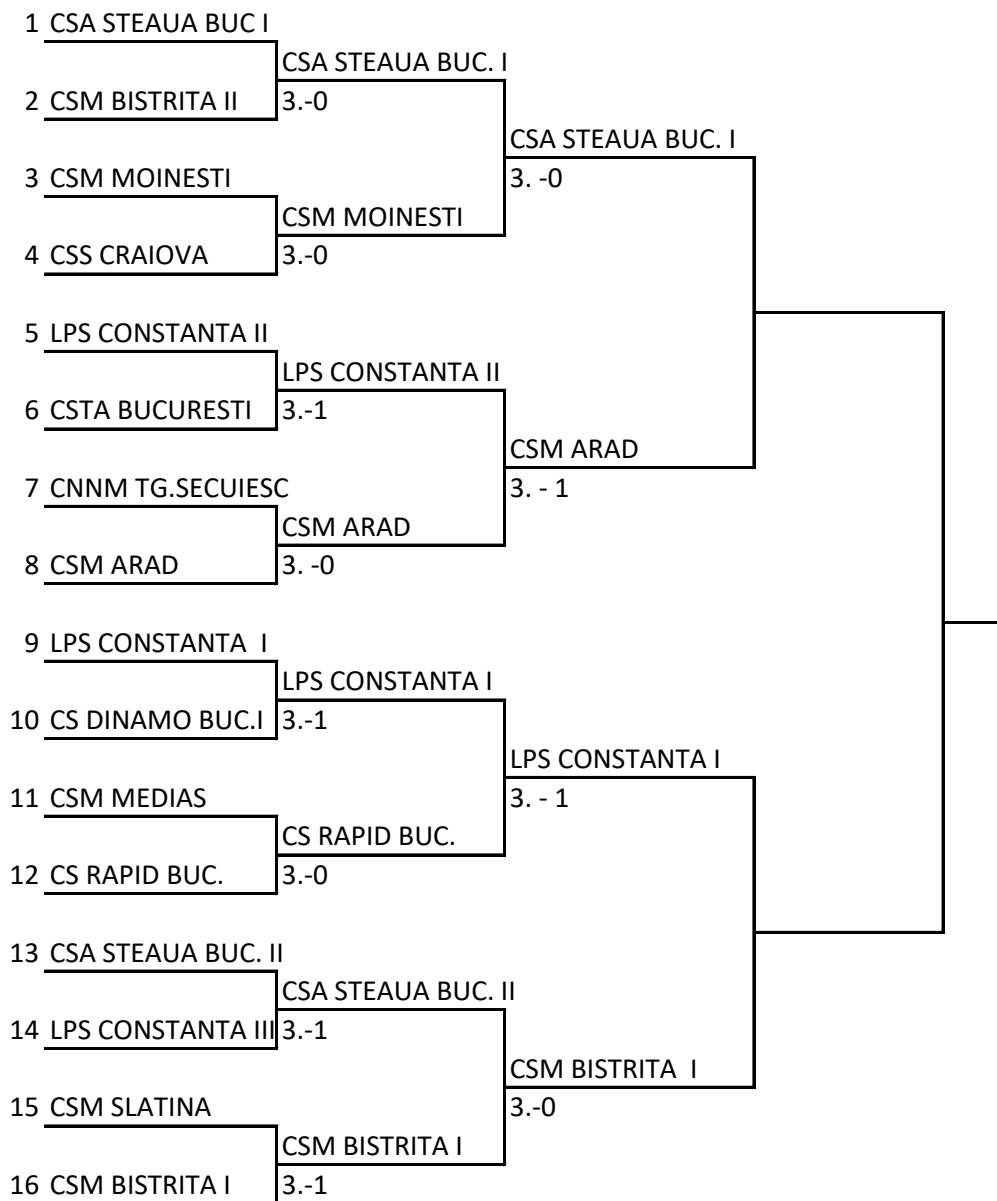 1 CSA STEAUA BUC I
CSA STEAUA BUC. I
2 CSM BISTRITA II 3.-0
CSA STEAUA BUC. I
3 CSM MOINESTI 3. -0
CSM MOINESTI
4 CSS CRAIOVA 3.-0
5 LPS CONSTANTA II
LPS CONSTANTA II
6 CSTA BUCURESTI 3.-1
CSM ARAD
7 CNNM TG.SECUIESC 3. - 1
CSM ARAD
8 CSM ARAD 3. -0
9 LPS CONSTANTA I
LPS CONSTANTA I
10 CS DINAMO BUC.I 3.-1
LPS CONSTANTA I
11 CSM MEDIAS 3. - 1
CS RAPID BUC.
12 CS RAPID BUC. 3.-0
13 CSA STEAUA BUC. II
CSA STEAUA BUC. II
14 LPS CONSTANTA III 3.-1
CSM BISTRITA I
15 CSM SLATINA 3.-0
CSM BISTRITA I
16 CSM BISTRITA I 3.-1